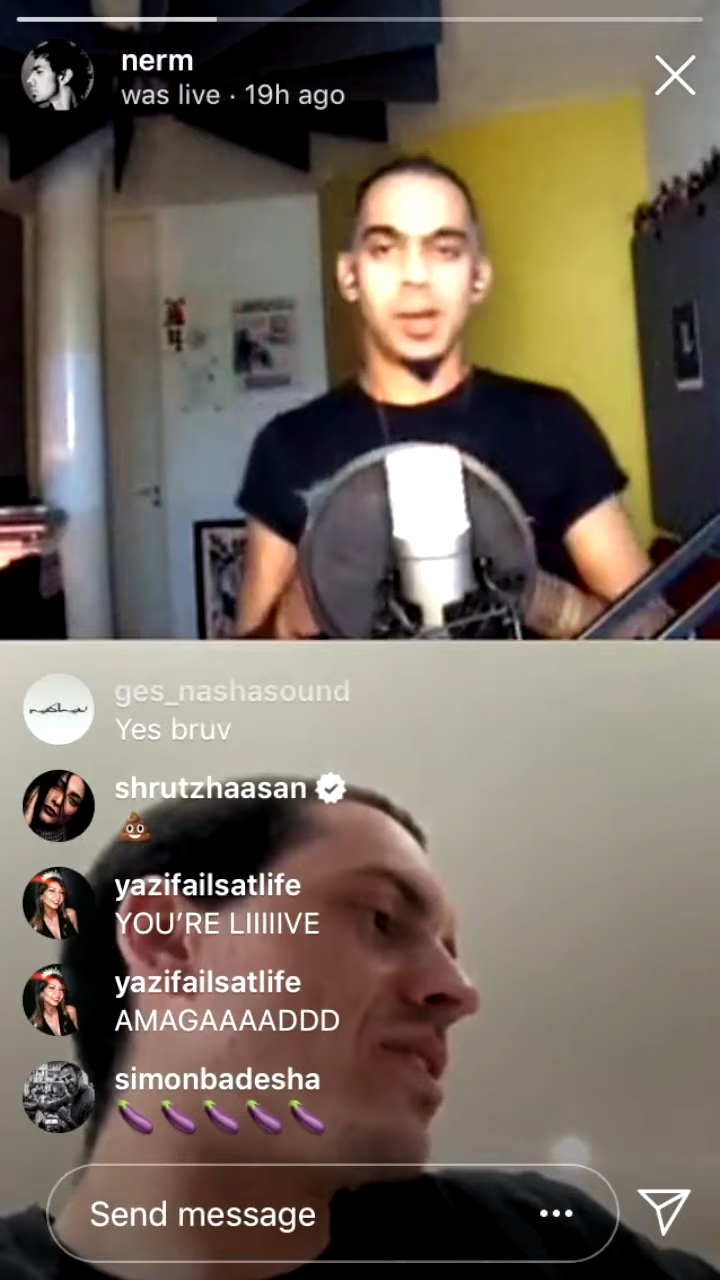 nerm
was live · 19h ago
ges_nashasound
Yes bruv
shrutzhaasan
💩
yazifailsatlife
YOU'RE LIIIIIVE
yazifailsatlife
AMAGAAAADDD
simonbadesha
🍆🍆🍆🍆🍆
Send message